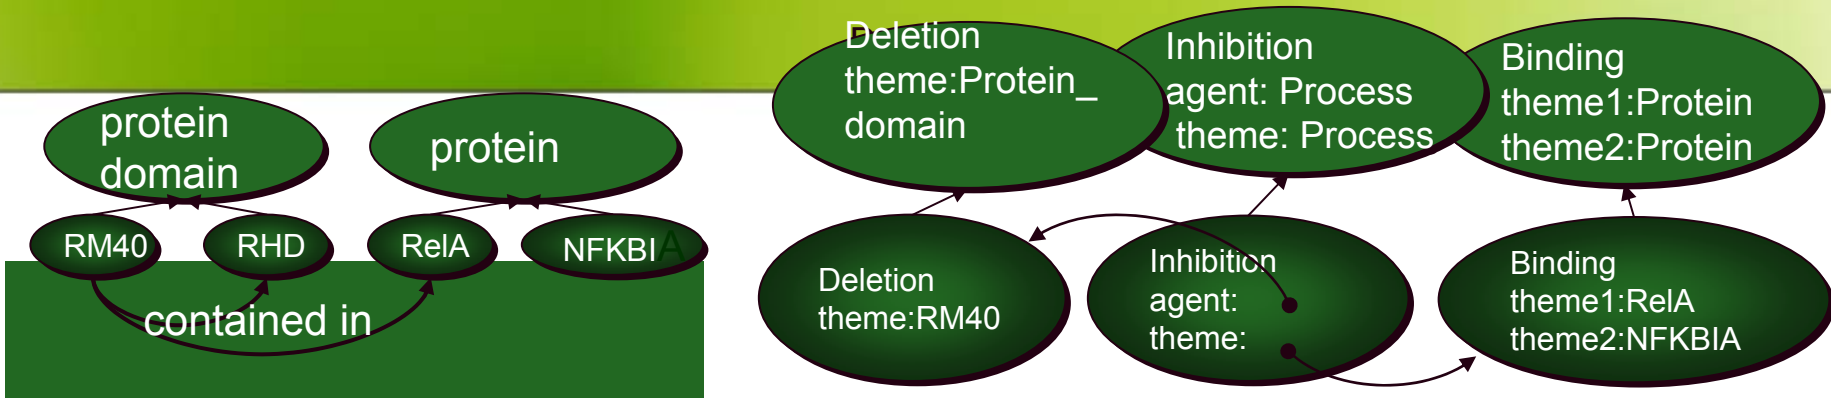 protein
domain
protein
RM40
RHD
RelA
NFKBIA
contained in
Deletion
theme:Protein_
domain
Inhibition
agent: Process
theme: Process
Binding
theme1:Protein
theme2:Protein
Deletion
theme:RM40
Inhibition
agent:
theme:
Binding
theme1:RelA
theme2:NFKBIA